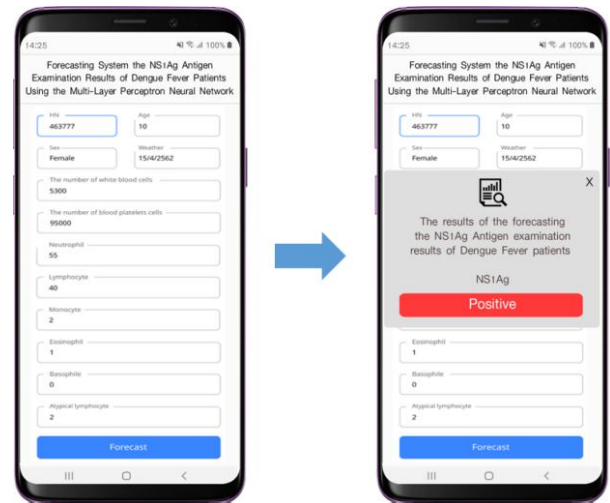 14:25
100%
Forecasting System the NS1Ag Antigen
Examination Results of Dengue Fever Patients
Using the Multi-Layer Perceptron Neural Network
HN
463777
Age
10
Sex
Female
Weather
15/4/2562
The number of white blood cells
5300
The number of blood platelets cells
95000
Neutrophil
55
Lymphocyte
40
Monocyte
2
Eosinophil
1
Basophile
0
Atypical lymphocyte
2
Forecast
14:25
100%
Forecasting System the NS1Ag Antigen
Examination Results of Dengue Fever Patients
Using the Multi-Layer Perceptron Neural Network
HN
463777
Age
10
Sex
Female
Weather
15/4/2562
X
The results of the forecasting
the NS1Ag Antigen examination
results of Dengue Fever patients
NS1Ag
Positive
Eosinophil
1
Basophile
0
Atypical lymphocyte
2
Forecast